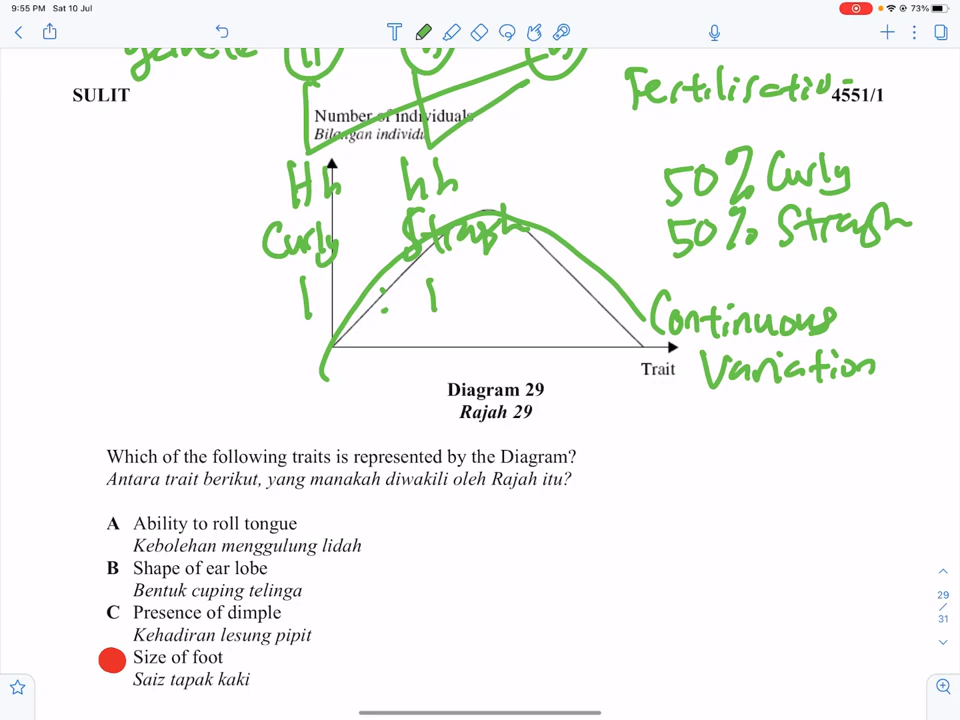 9:55 PM Sat 10 Jul
73%
T
gamete
SULIT
4551/1
Number of individuals
Bilangan individu
Hh hh
Curly
1 : 1
50% Curly
50%
Continuous
Variation
Trait
Diagram 29
Rajah 29
Which of the following traits is represented by the Diagram?
Antara trait berikut, yang manakah diwakili oleh Rajah itu?
A Ability to roll tongue
Kebolehan menggulung lidah
B Shape of ear lobe
Bentuk cuping telinga
C Presence of dimple
Kehadiran lesung pipit
Size of foot
Saiz tapak kaki
29
/
31